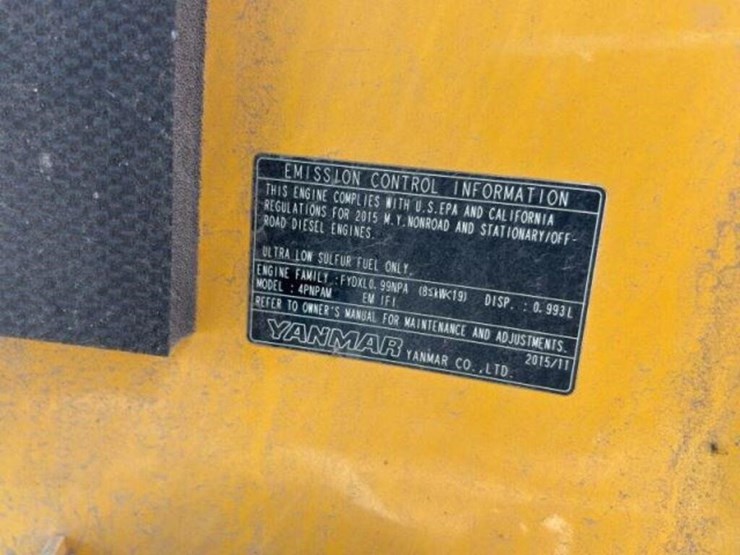 EMISSION CONTROL INFORMATION
THIS ENGINE COMPLIES WITH U.S.EPA AND CALIFORNIA
REGULATIONS FOR 2015 M.Y.NONROAD AND STATIONARY/OFF-
ROAD DIESEL ENGINES.
ULTRA LOW SULFUR FUEL ONLY.
ENGINE FAMILY :FYDXL0.99NPA (8≤kW<19) DISP. : 0.993L
MODEL : 4PNPAM EM IFI
REFER TO OWNER'S MANUAL FOR MAINTENANCE AND ADJUSTMENTS.
2015/11
YANMAR YANMAR CO.,LTD.